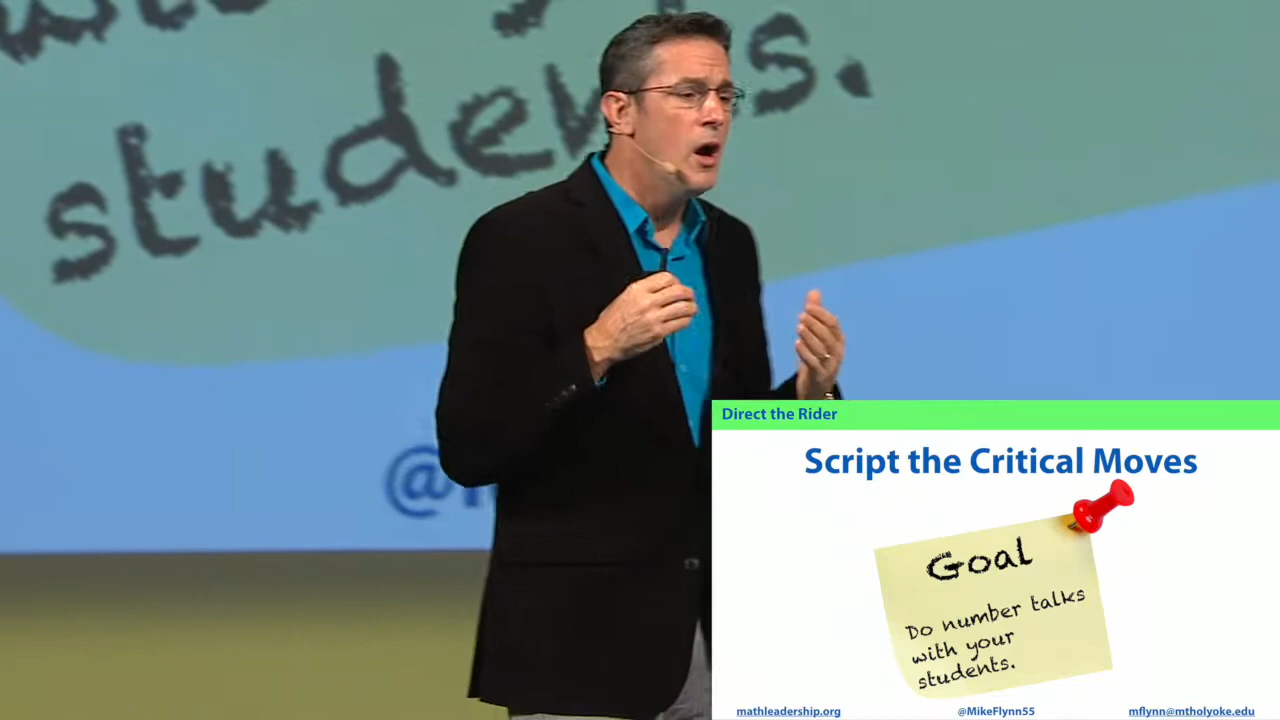 students.
@
Direct the Rider
Script the Critical Moves
Goal
Do number talks
with your
students.
mathleadership.org
@MikeFlynn55
mflynn@mtholyoke.edu